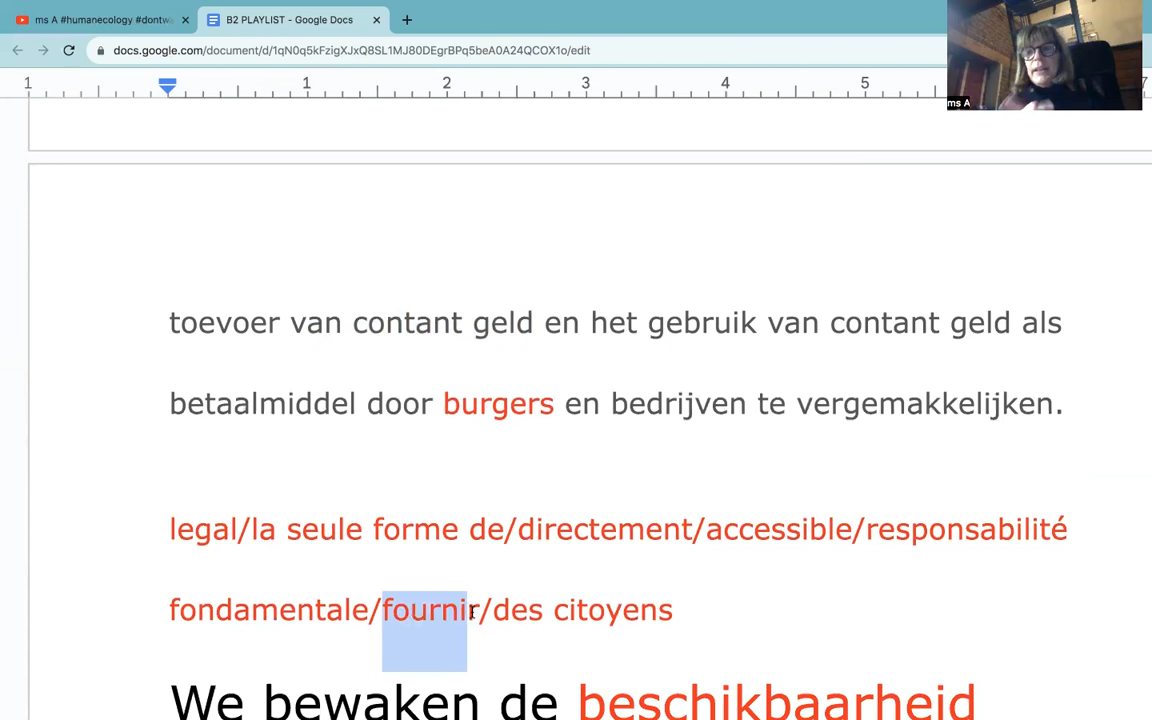 ms A #humanecology #dontwa
B2 PLAYLIST - Google Docs
docs.google.com/document/d/1qN0q5kFzigXJxQ8SL1MJ80DEgrBPq5beA0A24QCOX1o/edit
1 1 2 3 4 5 7
ms A
toevoer van contant geld en het gebruik van contant geld als
betaalmiddel door burgers en bedrijven te vergemakkelijken.
legal/la seule forme de/directement/accessible/responsabilité
fondamentale/fournir/des citoyens
We bewaken de beschikbaarheid